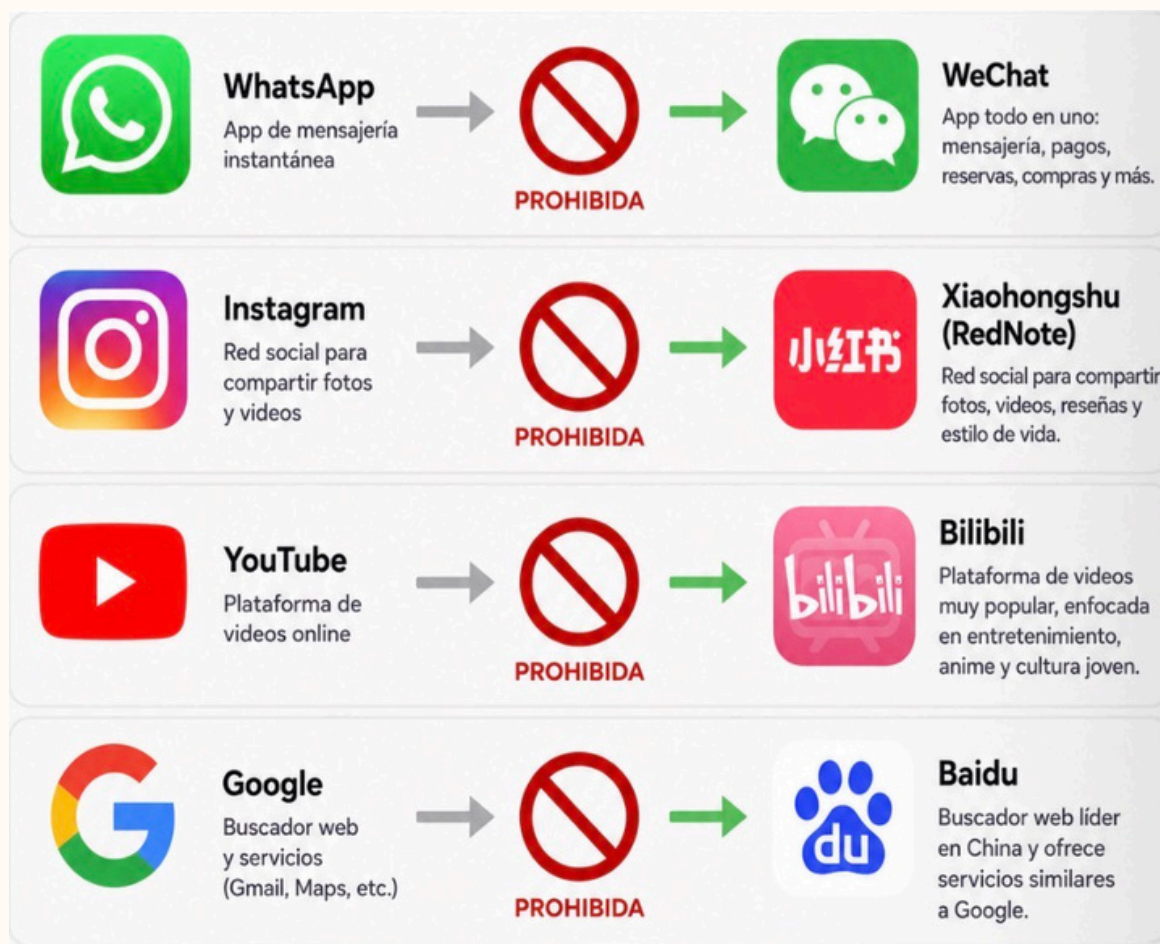 WhatsApp
App de mensajería
instantánea
PROHIBIDA
WeChat
App todo en uno:
mensajería, pagos,
reservas, compras y más.
Instagram
Red social para
compartir fotos
y videos
PROHIBIDA
小红书
Xiaohongshu
(RedNote)
Red social para compartir
fotos, videos, reseñas y
estilo de vida.
YouTube
Plataforma de
videos online
PROHIBIDA
bilibili
Bilibili
Plataforma de videos
muy popular, enfocada
en entretenimiento,
anime y cultura joven.
Google
Buscador web
y servicios
(Gmail, Maps, etc.)
PROHIBIDA
du
Baidu
Buscador web líder
en China y ofrece
servicios similares
a Google.